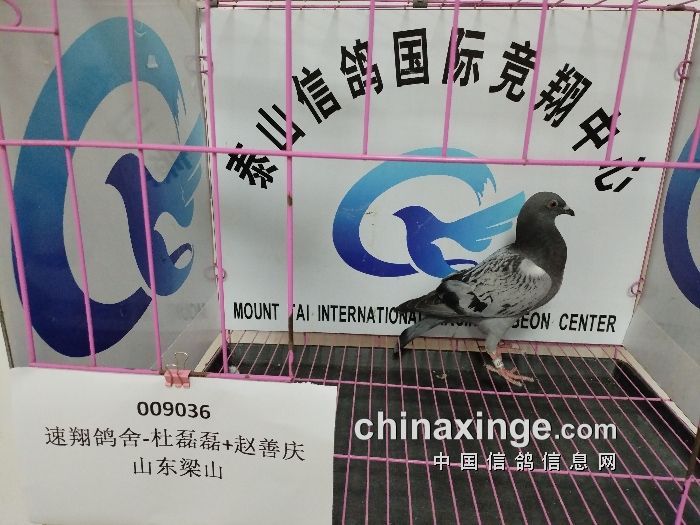 泰山信鸽国际竞翔中心
MOUNT TAI INTERNATIONAL
EON CENTER
009036
速翔鸽舍-杜磊磊+赵善庆
山东梁山
chinaxinge.com
中国信鸽信息网